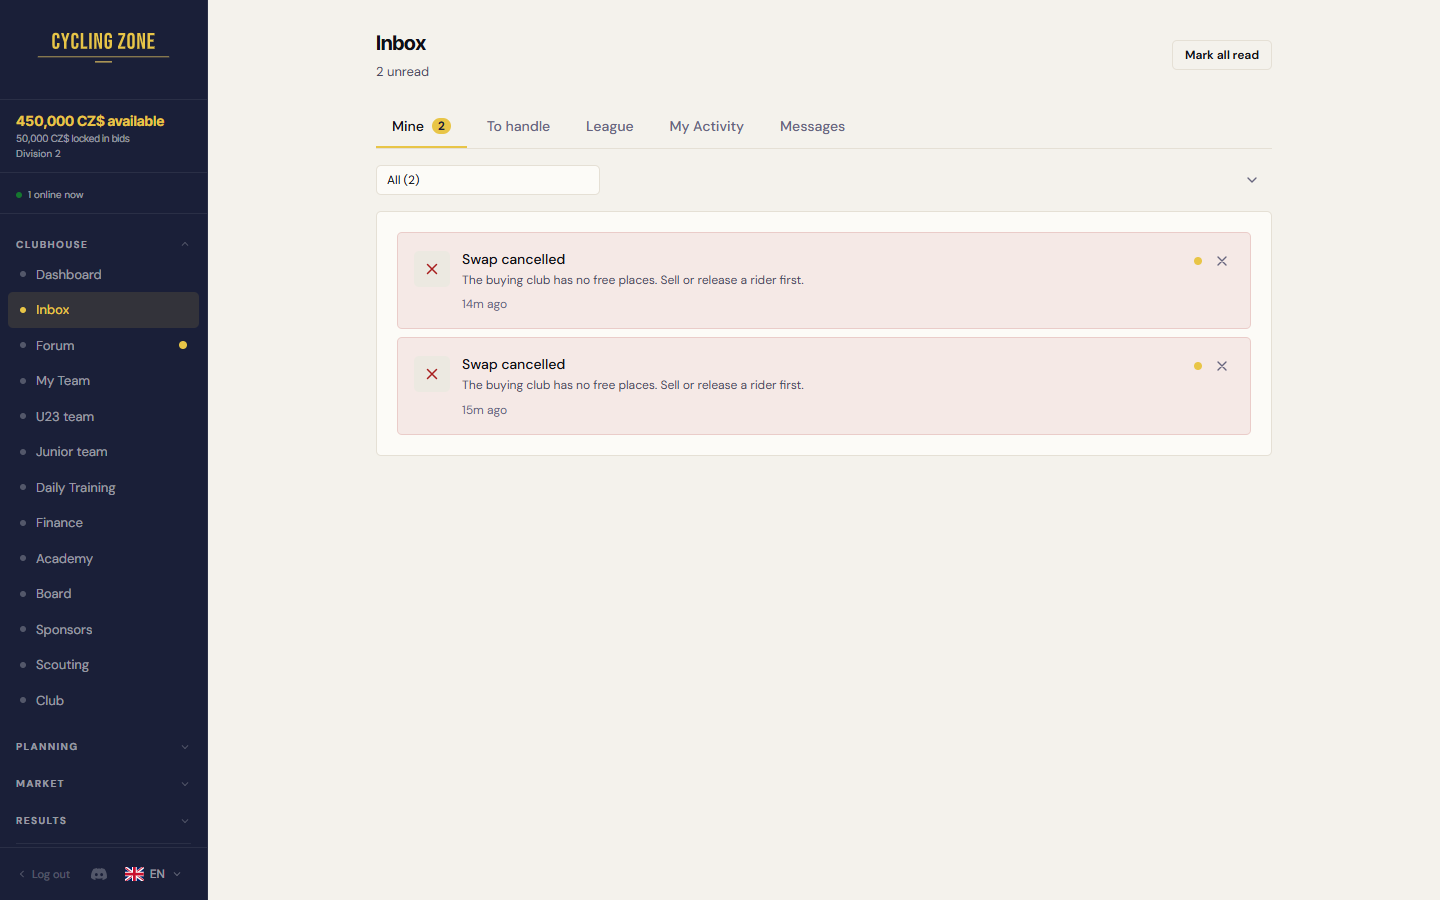 CYCLING ZONE
450,000 CZ$ available
50,000 CZ$ locked in bids
Division 2
1 online now
CLUBHOUSE
Dashboard
Inbox
Forum
My Team
U23 team
Junior team
Daily Training
Finance
Academy
Board
Sponsors
Scouting
Club
PLANNING
MARKET
RESULTS
Log out
EN
Inbox
2 unread
Mark all read
Mine 2
To handle
League
My Activity
Messages
All (2)
Swap cancelled
The buying club has no free places. Sell or release a rider first.
14m ago
Swap cancelled
The buying club has no free places. Sell or release a rider first.
15m ago